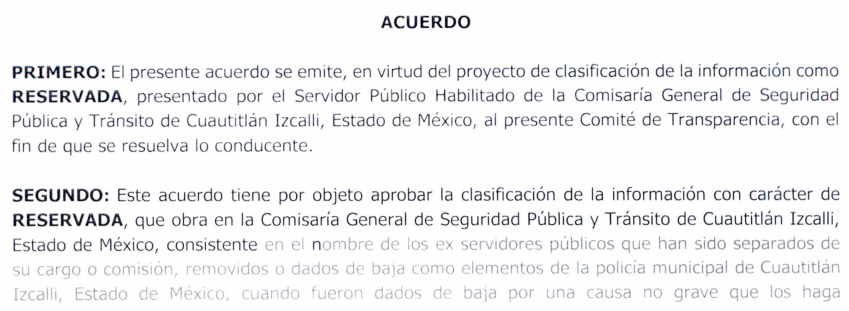 ACUERDO
PRIMERO: El presente acuerdo se emite, en virtud del proyecto de clasificación de la información como
RESERVADA, presentado por el Servidor Público Habilitado de la Comisaría General de Seguridad
Pública y Tránsito de Cuautitlán Izcalli, Estado de México, al presente Comité de Transparencia, con el
fin de que se resuelva lo conducente.
SEGUNDO: Este acuerdo tiene por objeto aprobar la clasificación de la información con carácter de
RESERVADA, que obra en la Comisaría General de Seguridad Pública y Tránsito de Cuautitlán Izcalli,
Estado de México, consistente en el nombre de los ex servidores públicos que han sido separados de
su cargo o comisión, removidos o dados de baja como elementos de la policía municipal de Cuautitlán
Izcalli, Estado de México, cuando fueron dados de baja por una causa no grave que los haga